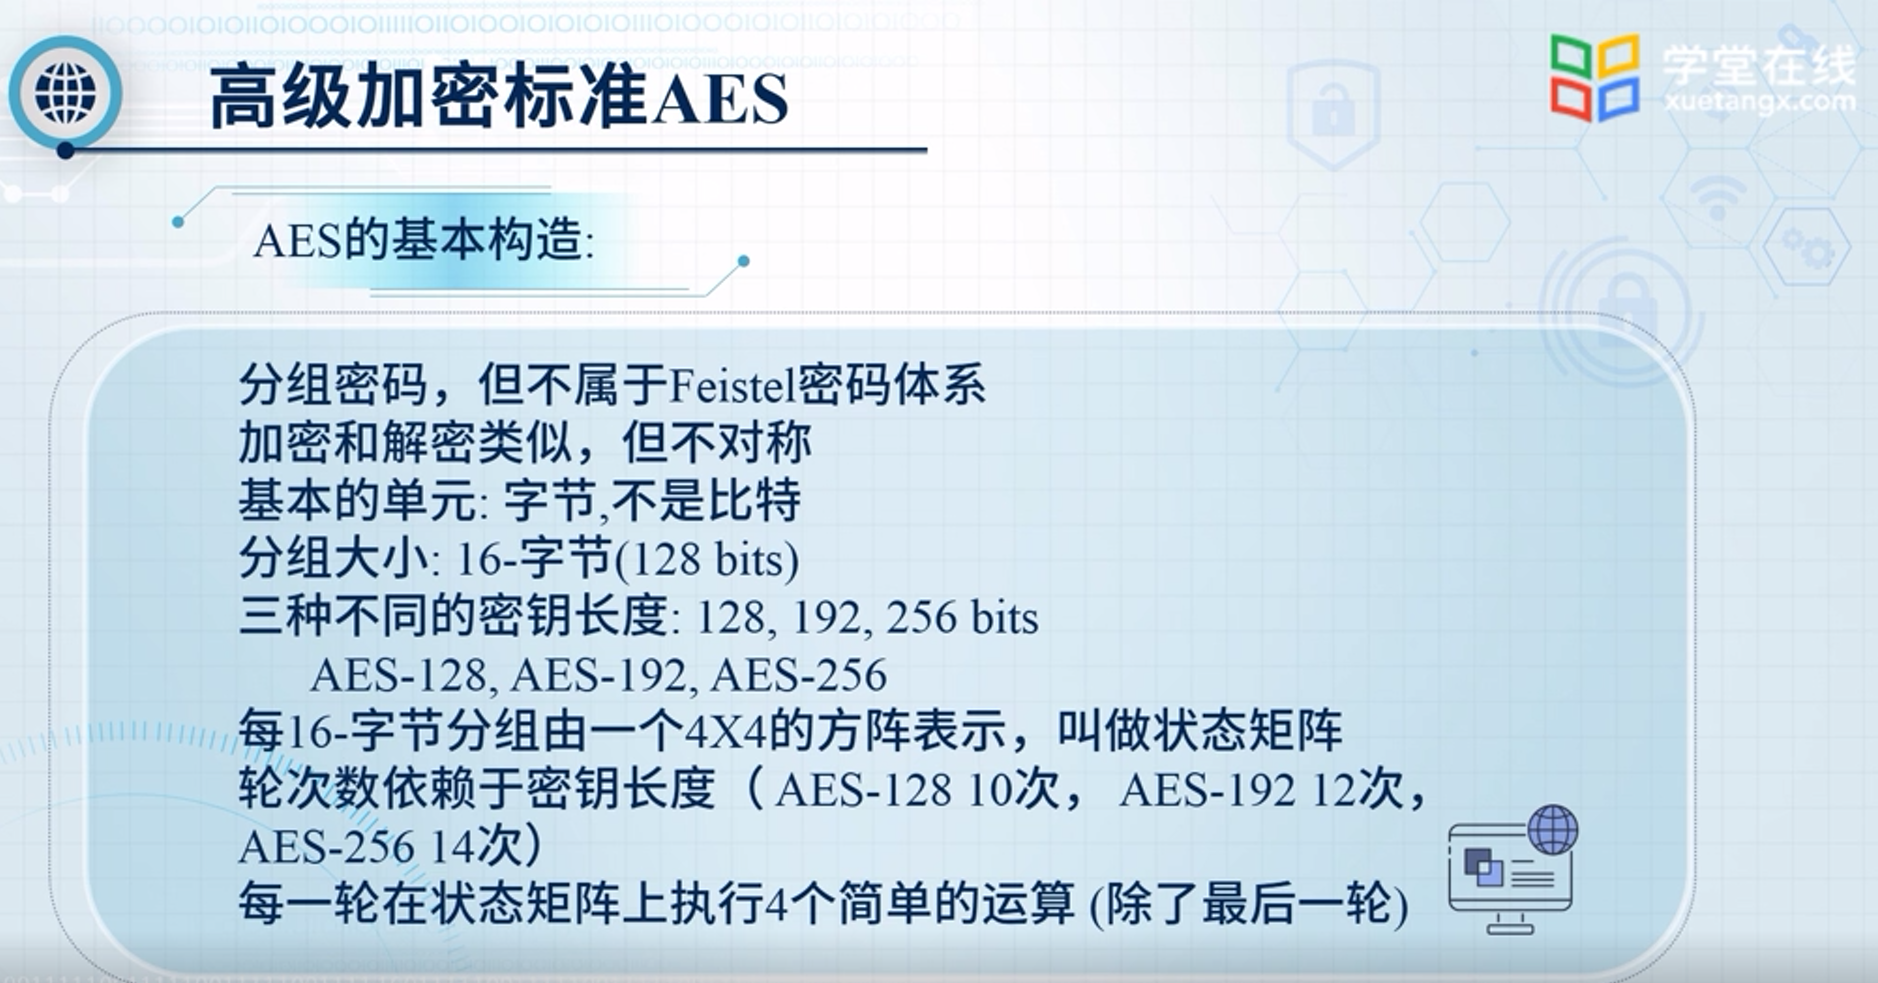 高级加密标准AES
学堂在线
xuetangx.com
AES的基本构造:
分组密码，但不属于Feistel密码体系
加密和解密类似，但不对称
基本的单元: 字节,不是比特
分组大小: 16-字节(128 bits)
三种不同的密钥长度: 128, 192, 256 bits
AES-128, AES-192, AES-256
每16-字节分组由一个4X4的方阵表示，叫做状态矩阵
轮次数依赖于密钥长度（ AES-128 10次， AES-192 12次，
AES-256 14次）
每一轮在状态矩阵上执行4个简单的运算 (除了最后一轮)